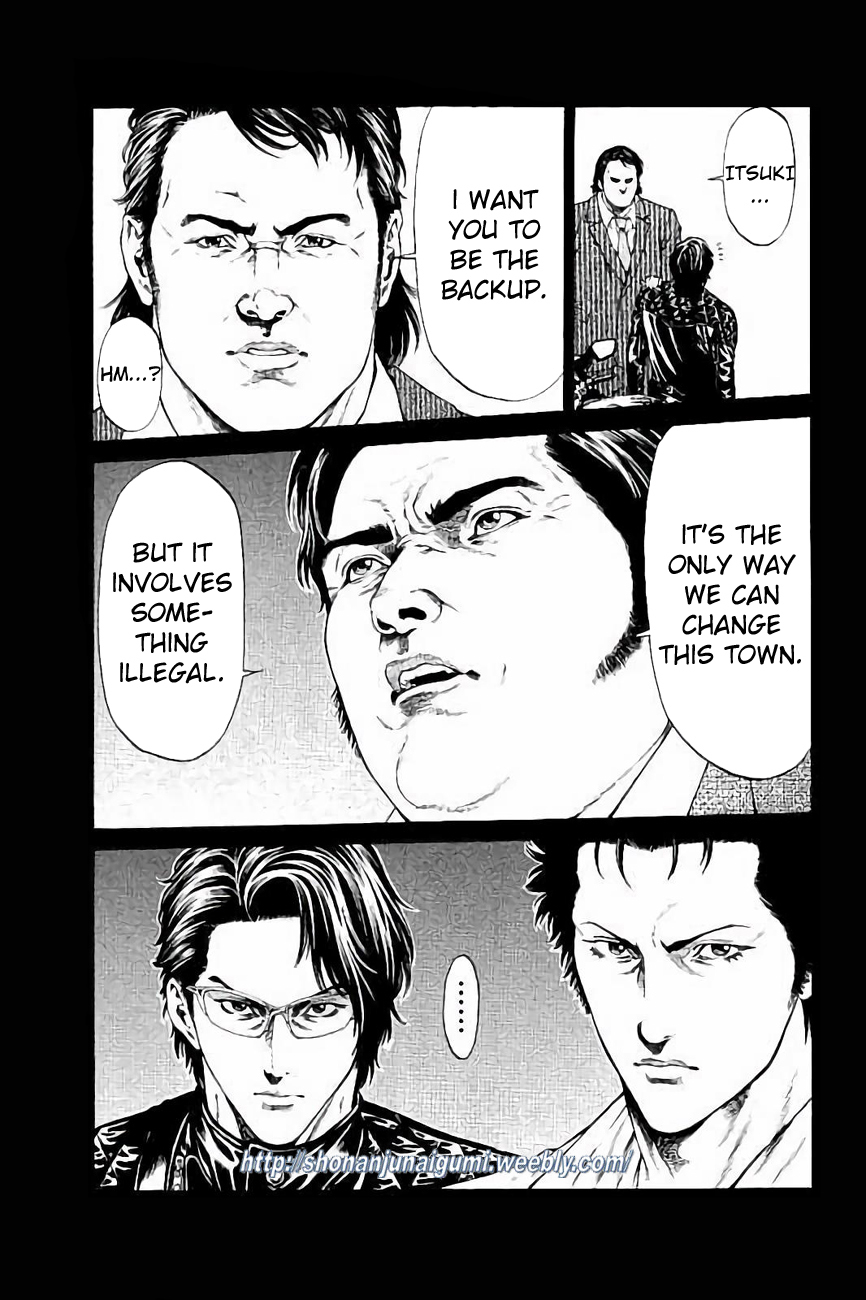 ITSUKI
...
I WANT
YOU TO
BE THE
BACKUP.
HM...?
IT'S THE
ONLY WAY
WE CAN
CHANGE
THIS TOWN.
BUT IT
INVOLVES
SOME-
THING
ILLEGAL.
......
http://shonanjunaigumi.weebly.com/